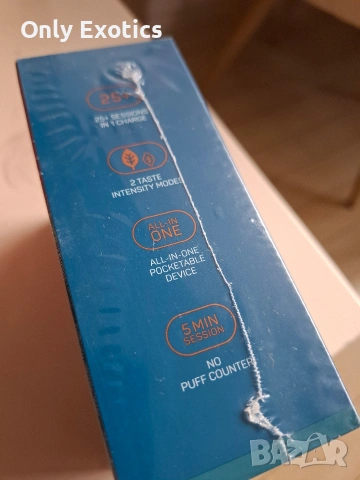 Only Exotics
25+
25+ SESSIONS
IN 1 CHARGE
2 TASTE
INTENSITY MODES
ALL-IN
ONE
ALL-IN-ONE
POCKETABLE
DEVICE
5 MIN
SESSION
NO
PUFF COUNTER
BAZAR